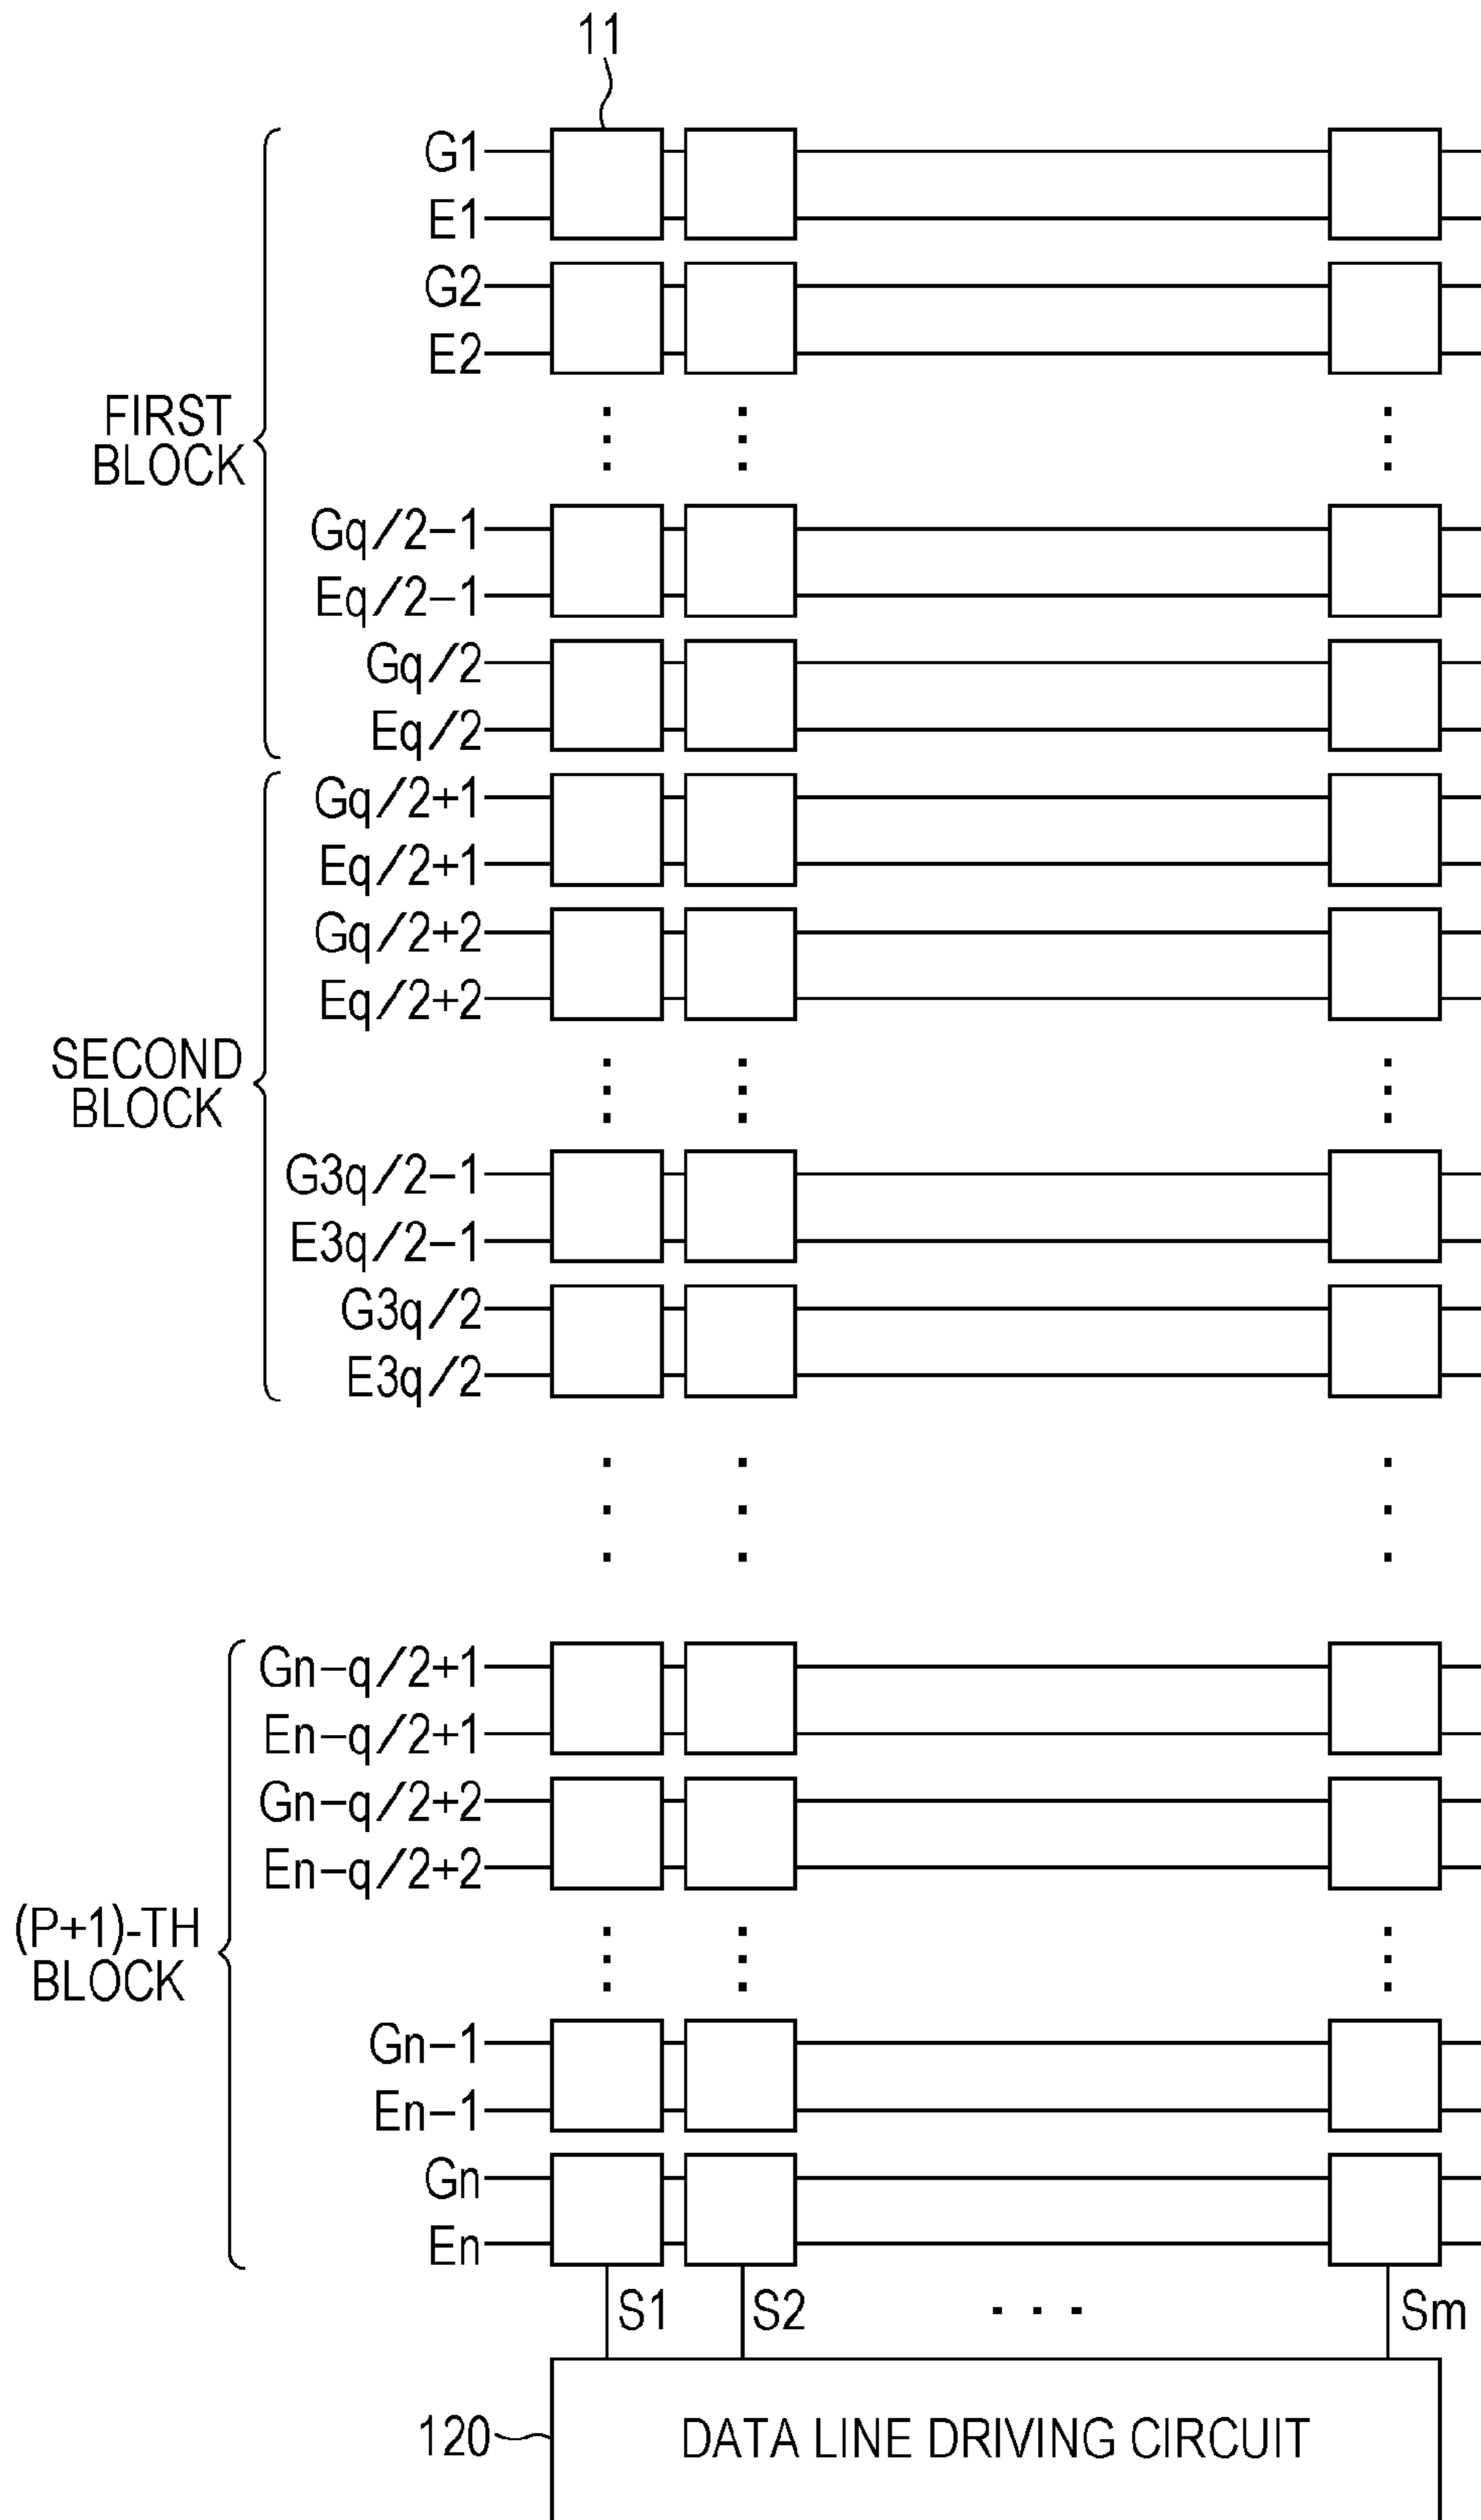 11
G1
E1
G2
E2
FIRST
BLOCK
Gq/2-1
Eq/2-1
Gq/2
Eq/2
Gq/2+1
Eq/2+1
Gq/2+2
Eq/2+2
SECOND
BLOCK
G3q/2-1
E3q/2-1
G3q/2
E3q/2
Gn-q/2+1
En-q/2+1
Gn-q/2+2
En-q/2+2
(P+1)-TH
BLOCK
Gn-1
En-1
Gn
En
S1 S2 ... Sm
120 DATA LINE DRIVING CIRCUIT